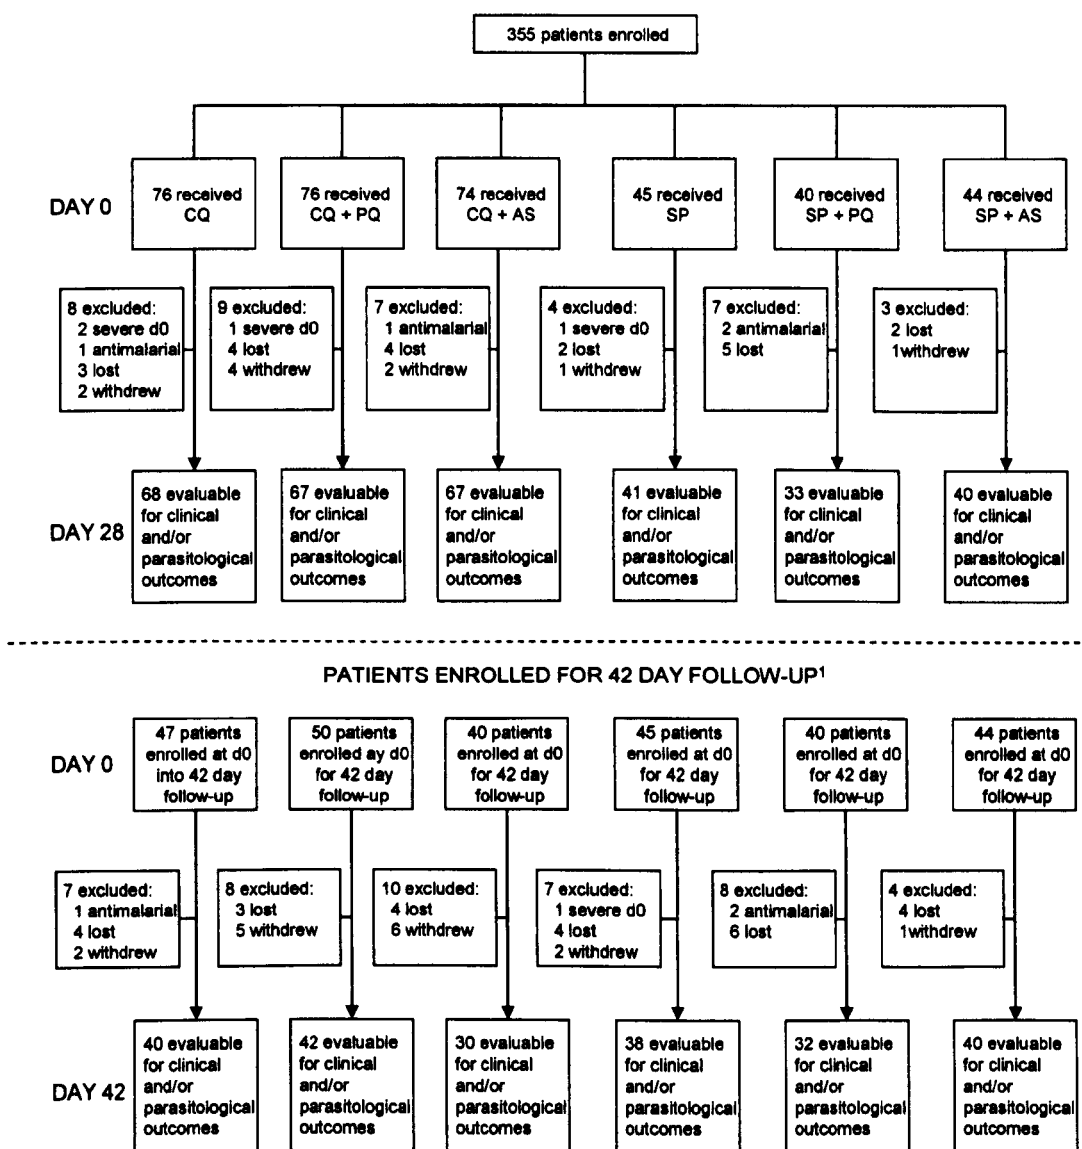 355 patients enrolled
DAY 0
76 received
CQ
76 received
CQ + PQ
74 received
CQ + AS
45 received
SP
40 received
SP + PQ
44 received
SP + AS
8 excluded:
2 severe d0
1 antimalarial
3 lost
2 withdrew
9 excluded:
1 severe d0
4 lost
4 withdrew
7 excluded:
1 antimalarial
4 lost
2 withdrew
4 excluded:
1 severe d0
2 lost
1 withdrew
7 excluded:
2 antimalarial
5 lost
3 excluded:
2 lost
1withdrew
DAY 28
68 evaluable
for clinical
and/or
parasitological
outcomes
67 evaluable
for clinical
and/or
parasitological
outcomes
67 evaluable
for clinical
and/or
parasitological
outcomes
41 evaluable
for clinical
and/or
parasitological
outcomes
33 evaluable
for clinical
and/or
parasitological
outcomes
40 evaluable
for clinical
and/or
parasitological
outcomes
PATIENTS ENROLLED FOR 42 DAY FOLLOW-UP¹
DAY 0
47 patients
enrolled at d0
into 42 day
follow-up
50 patients
enrolled ay d0
for 42 day
follow-up
40 patients
enrolled at d0
for 42 day
follow-up
45 patients
enrolled at d0
for 42 day
follow-up
40 patients
enrolled at d0
for 42 day
follow-up
44 patients
enrolled at d0
for 42 day
follow-up
7 excluded:
1 antimalarial
4 lost
2 withdrew
8 excluded:
3 lost
5 withdrew
10 excluded:
4 lost
6 withdrew
7 excluded:
1 severe d0
4 lost
2 withdrew
8 excluded:
2 antimalarial
6 lost
4 excluded:
4 lost
1withdrew
DAY 42
40 evaluable
for clinical
and/or
parasitological
outcomes
42 evaluable
for clinical
and/or
parasitological
outcomes
30 evaluable
for clinical
and/or
parasitological
outcomes
38 evaluable
for clinical
and/or
parasitological
outcomes
32 evaluable
for clinical
and/or
parasitological
outcomes
40 evaluable
for clinical
and/or
parasitological
outcomes